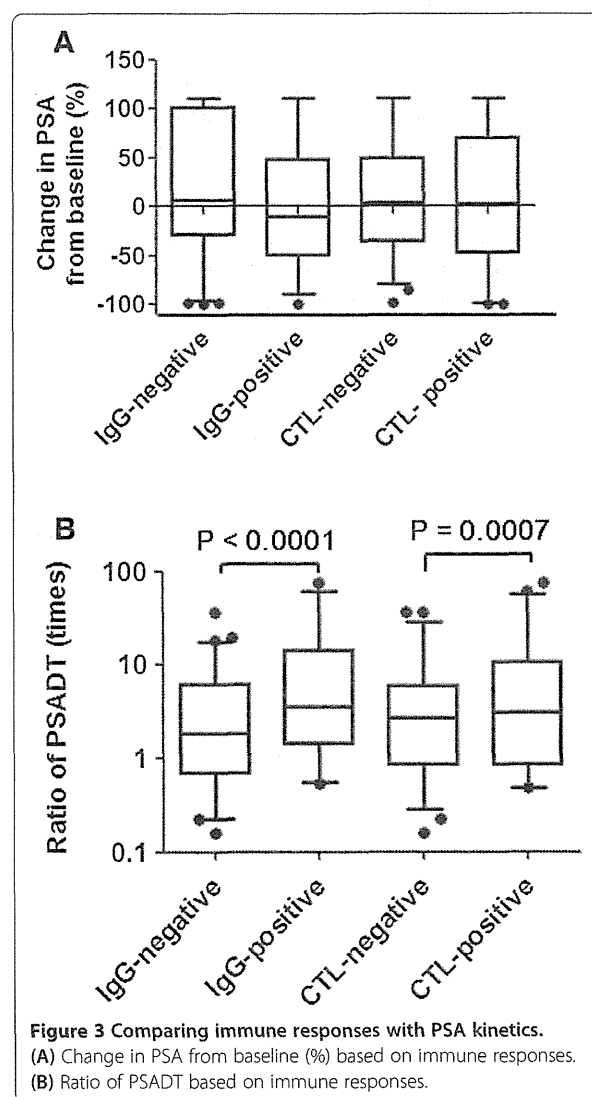 A
Change in PSA
from baseline (%)
150
100
50
0
-50
-100
IgG-negative
IgG-positive
CTL-negative
CTL- positive
B
P < 0.0001
P = 0.0007
Ratio of PSADT (times)
100
10
1
0.1
IgG-negative
IgG-positive
CTL-negative
CTL-positive
Figure 3 Comparing immune responses with PSA kinetics.
(A) Change in PSA from baseline (%) based on immune responses.
(B) Ratio of PSADT based on immune responses.